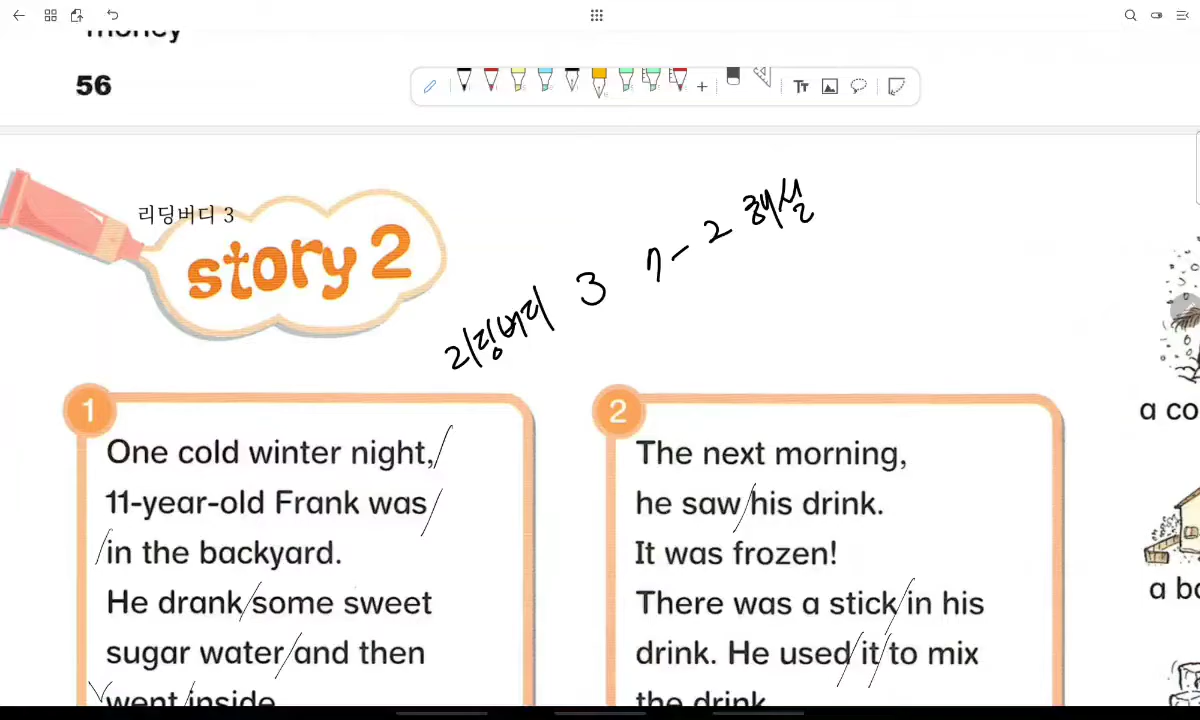 money
56
리딩버디 3
story 2
리딩버디 3 7-2 해설
1
One cold winter night,
11-year-old Frank was
in the backyard.
He drank some sweet
sugar water and then
went inside.
2
The next morning,
he saw his drink.
It was frozen!
There was a stick in his
drink. He used it to mix
the drink.
a co
a ba